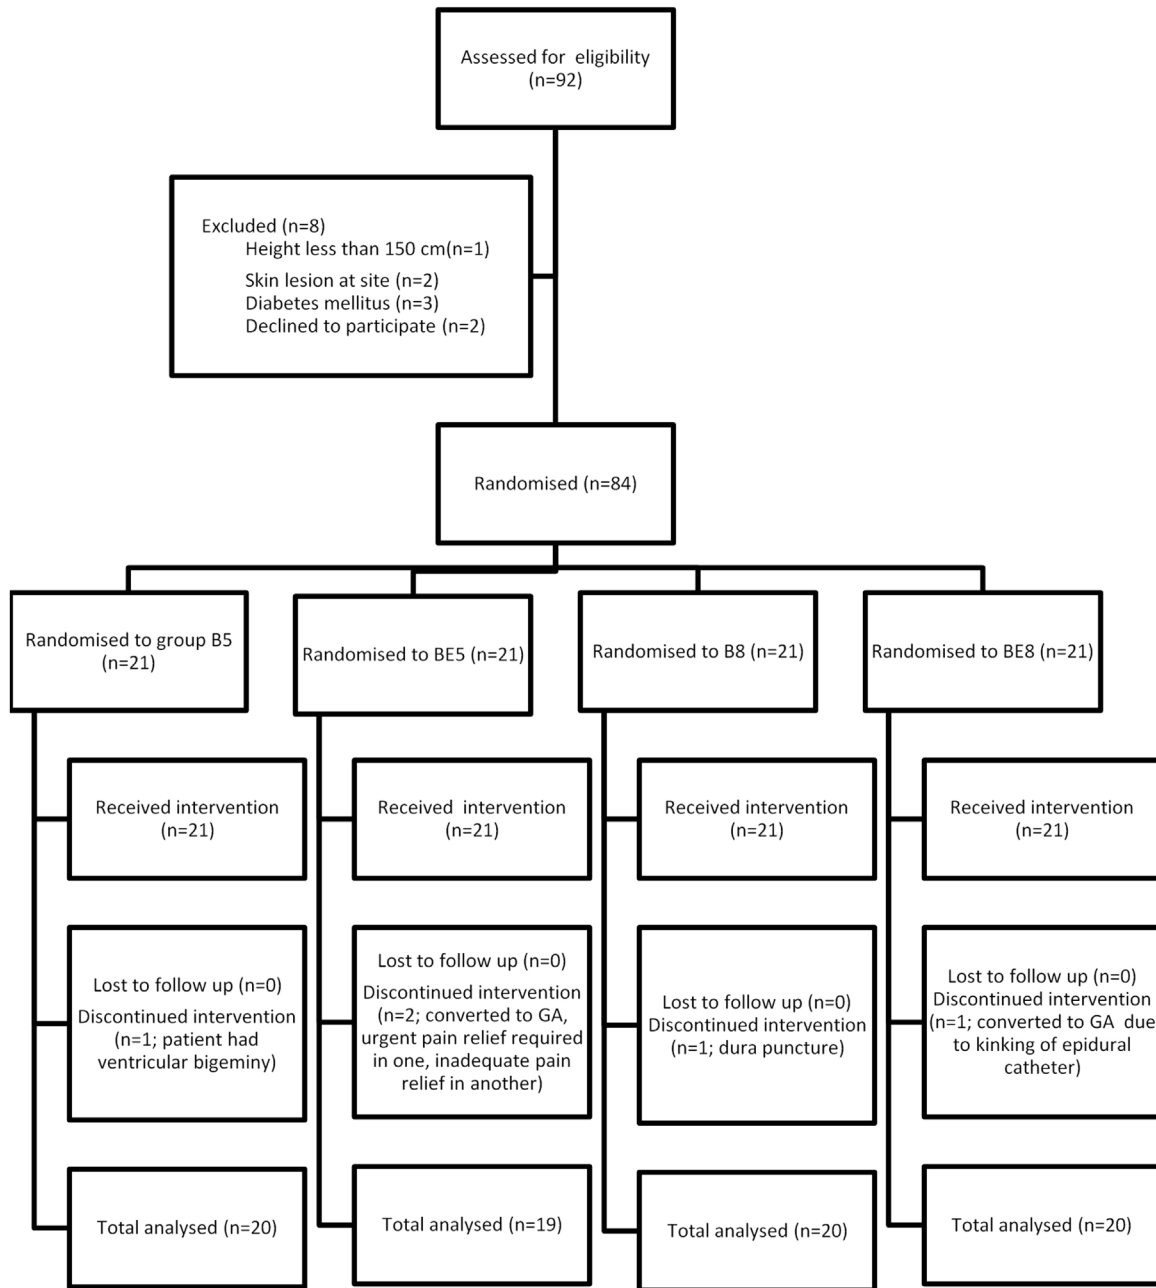 Assessed for  eligibility
(n=92)
Excluded (n=8)
Height less than 150 cm(n=1)
Skin lesion at site (n=2)
Diabetes mellitus (n=3)
Declined to participate (n=2)
Randomised (n=84)
Randomised to group B5
(n=21)
Randomised to BE5 (n=21)
Randomised to B8 (n=21)
Randomised to BE8 (n=21)
Received intervention
(n=21)
Received  intervention
(n=21)
Received intervention
(n=21)
Received intervention
(n=21)
Lost to follow up (n=0)
Discontinued intervention
(n=1; patient had
ventricular bigeminy)
Lost to follow up (n=0)
Discontinued intervention
(n=2; converted to GA,
urgent pain relief required
in one, inadequate pain
relief in another)
Lost to follow up (n=0)
Discontinued intervention
(n=1; dura puncture)
Lost to follow up (n=0)
Discontinued intervention
(n=1; converted to GA  due
to kinking of epidural
catheter)
Total analysed (n=20)
Total analysed (n=19)
Total analysed (n=20)
Total analysed (n=20)